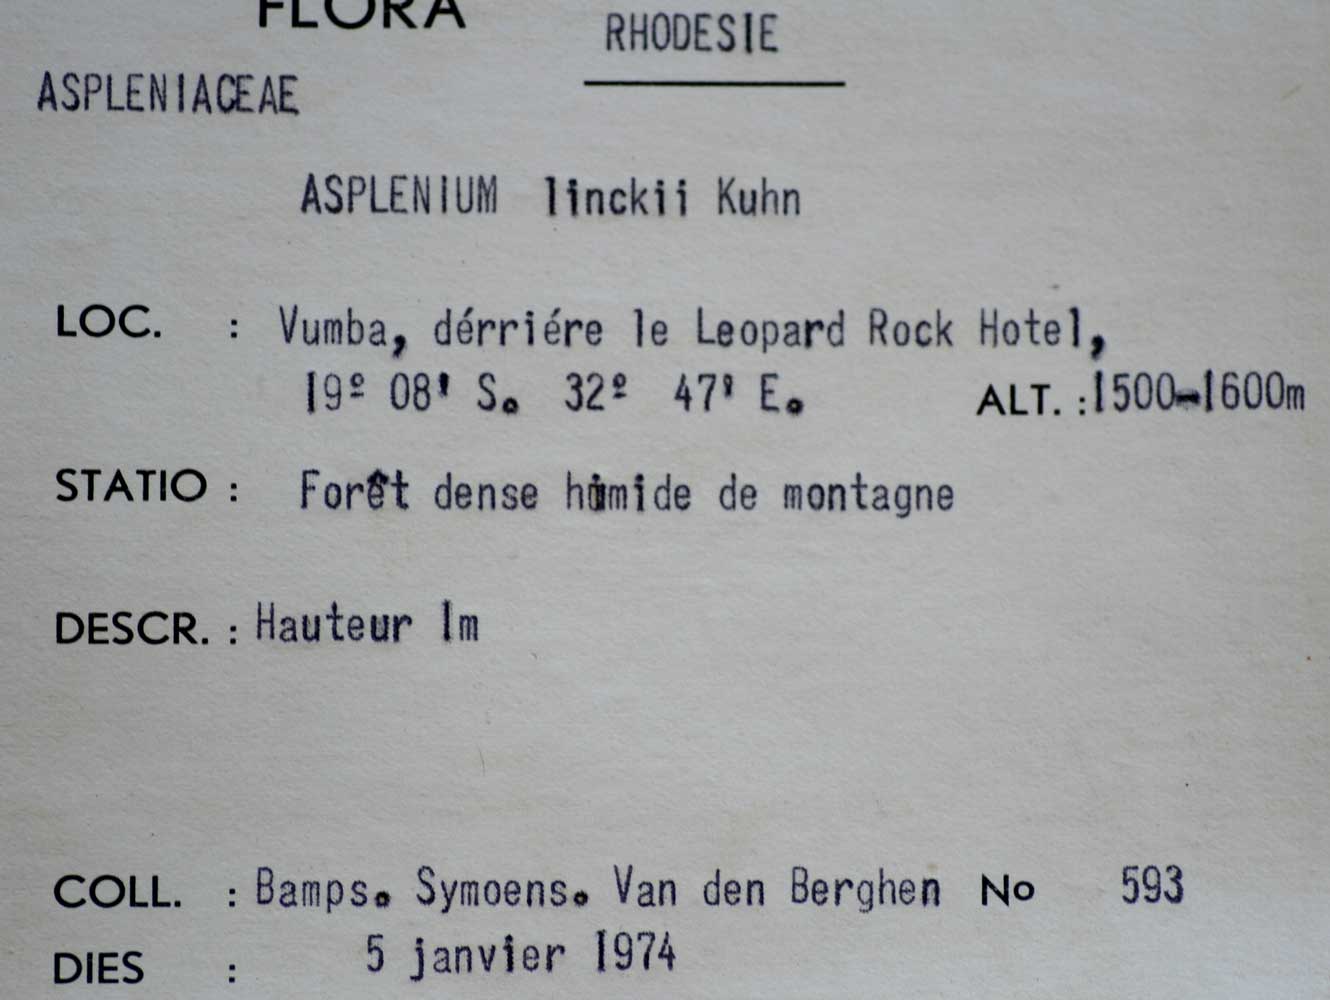 FLORA RHODESIE
ASPLENIACEAE
ASPLENIUM linckii Kuhn
LOC. : Vumba, dérriére le Leopard Rock Hotel,
19º 08' S. 32º 47' E. ALT. : 1500-1600m
STATIO : Forêt dense humide de montagne
DESCR. : Hauteur 1m
COLL. : Bamps. Symoens. Van den Berghen No 593
DIES : 5 janvier 1974